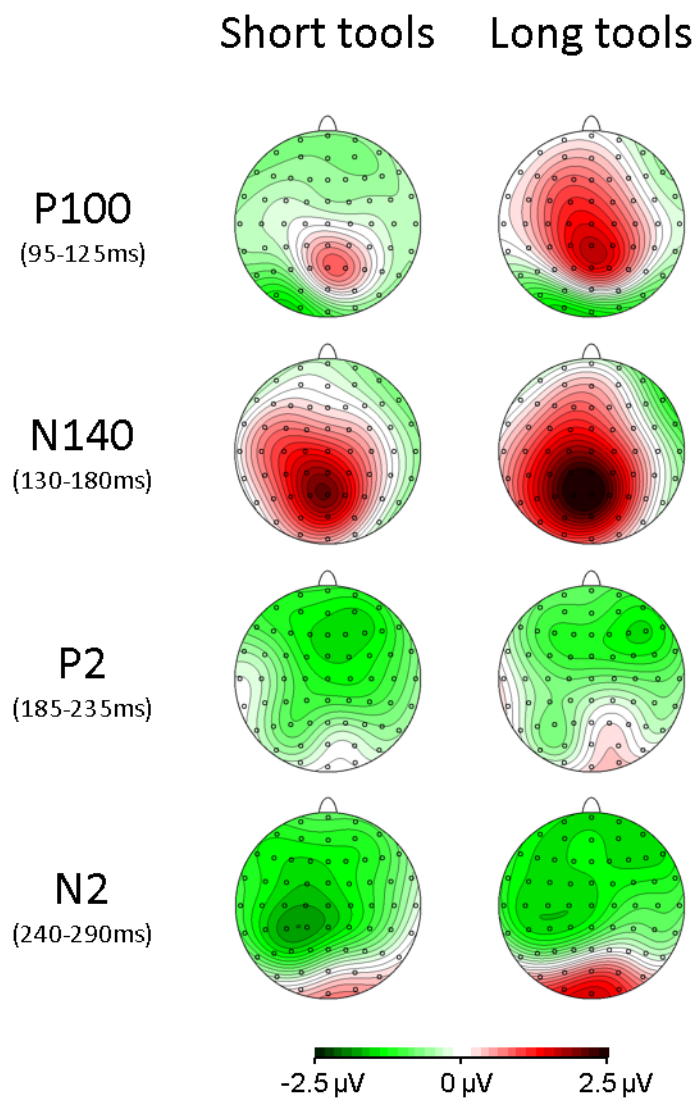 Short tools Long tools
P100
(95-125ms)
N140
(130-180ms)
P2
(185-235ms)
N2
(240-290ms)
-2.5 µV 0 µV 2.5 µV